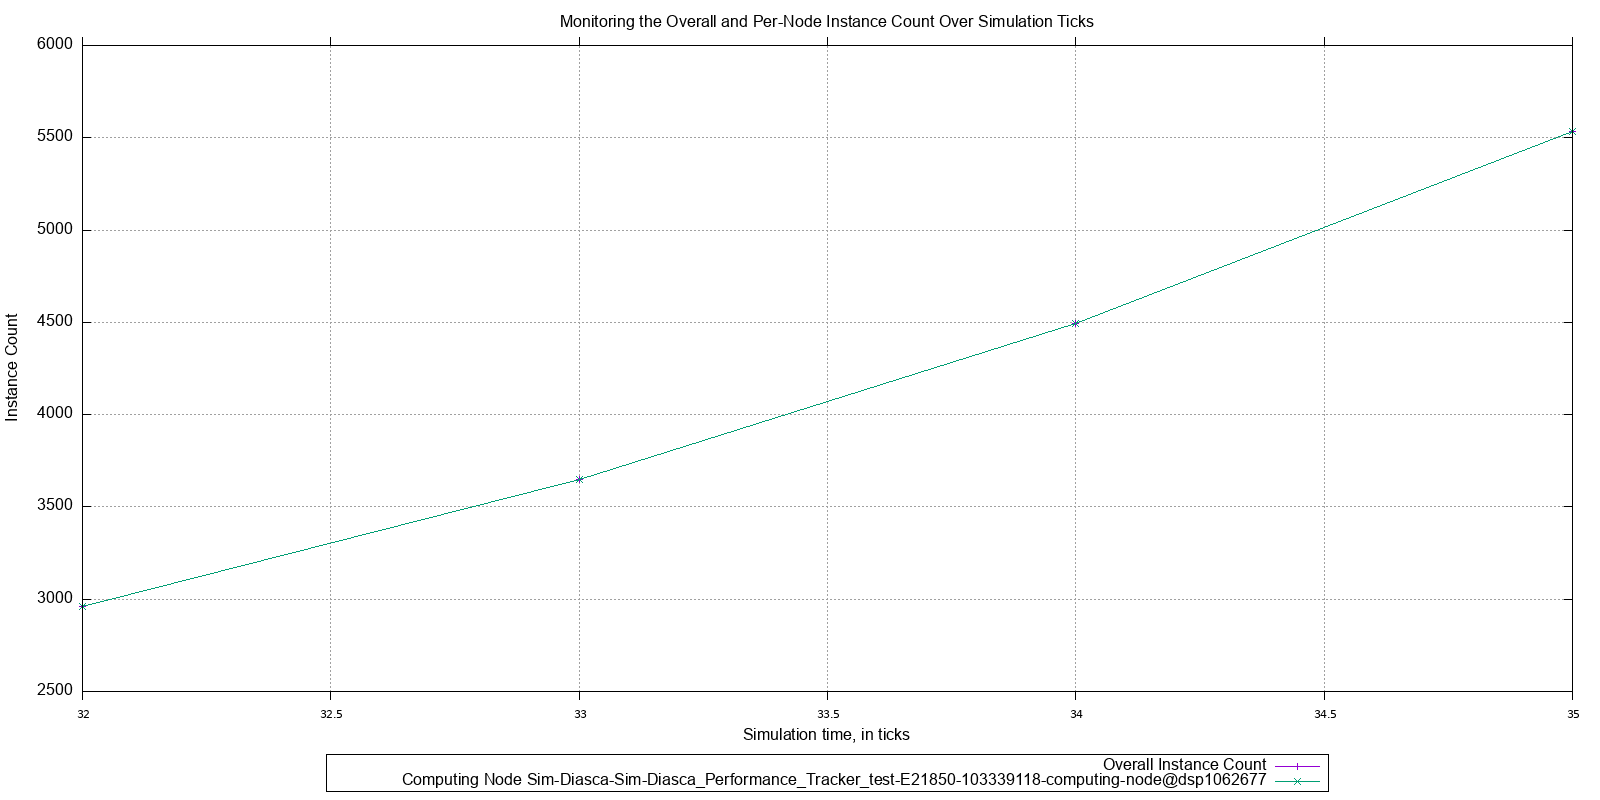 Monitoring the Overall and Per-Node Instance Count Over Simulation Ticks
6000
5500
5000
4500
4000
3500
3000
2500
Instance Count
32 32.5 33 33.5 34 34.5 35
Simulation time, in ticks
Overall Instance Count
Computing Node Sim-Diasca-Sim-Diasca_Performance_Tracker_test-E21850-103339118-computing-node@dsp1062677